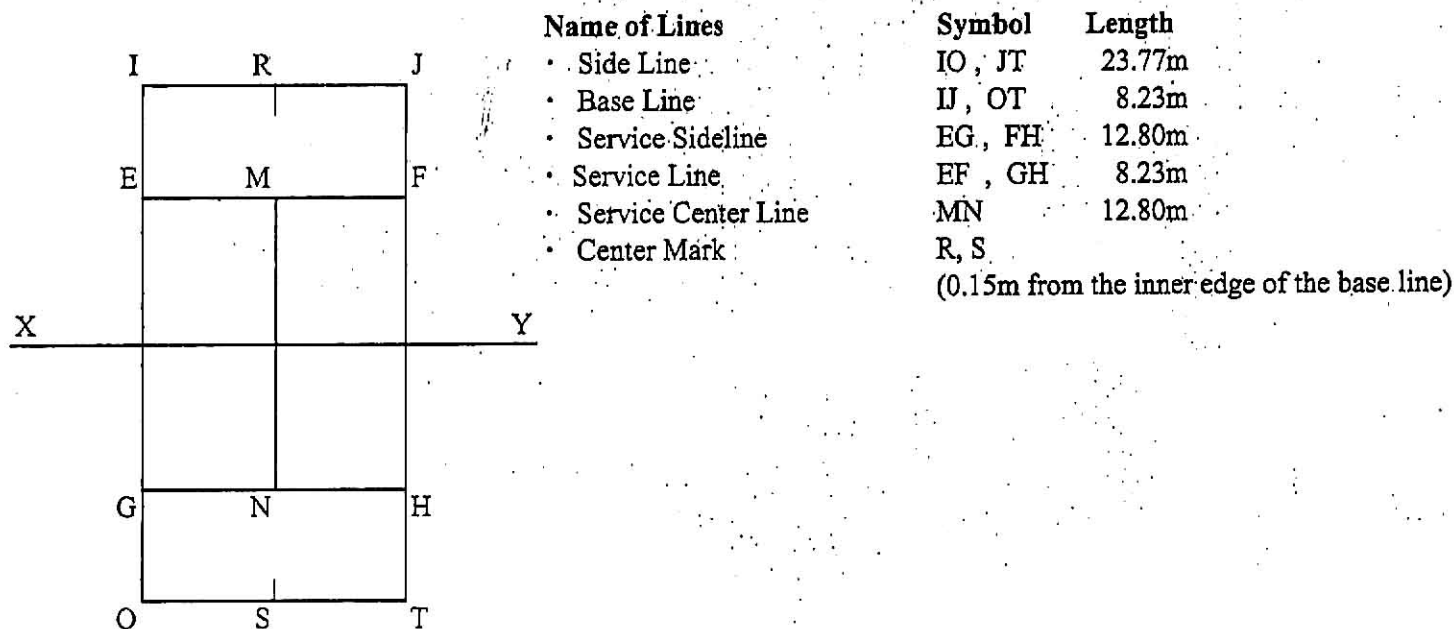 Name of Lines Symbol Length
· Side Line IO, JT 23.77m
· Base Line IJ, OT 8.23m
· Service Sideline EG, FH 12.80m
· Service Line EF, GH 8.23m
· Service Center Line MN 12.80m
· Center Mark R, S
(0.15m from the inner edge of the base line)
I R J
E M F
X Y
G N H
O S T